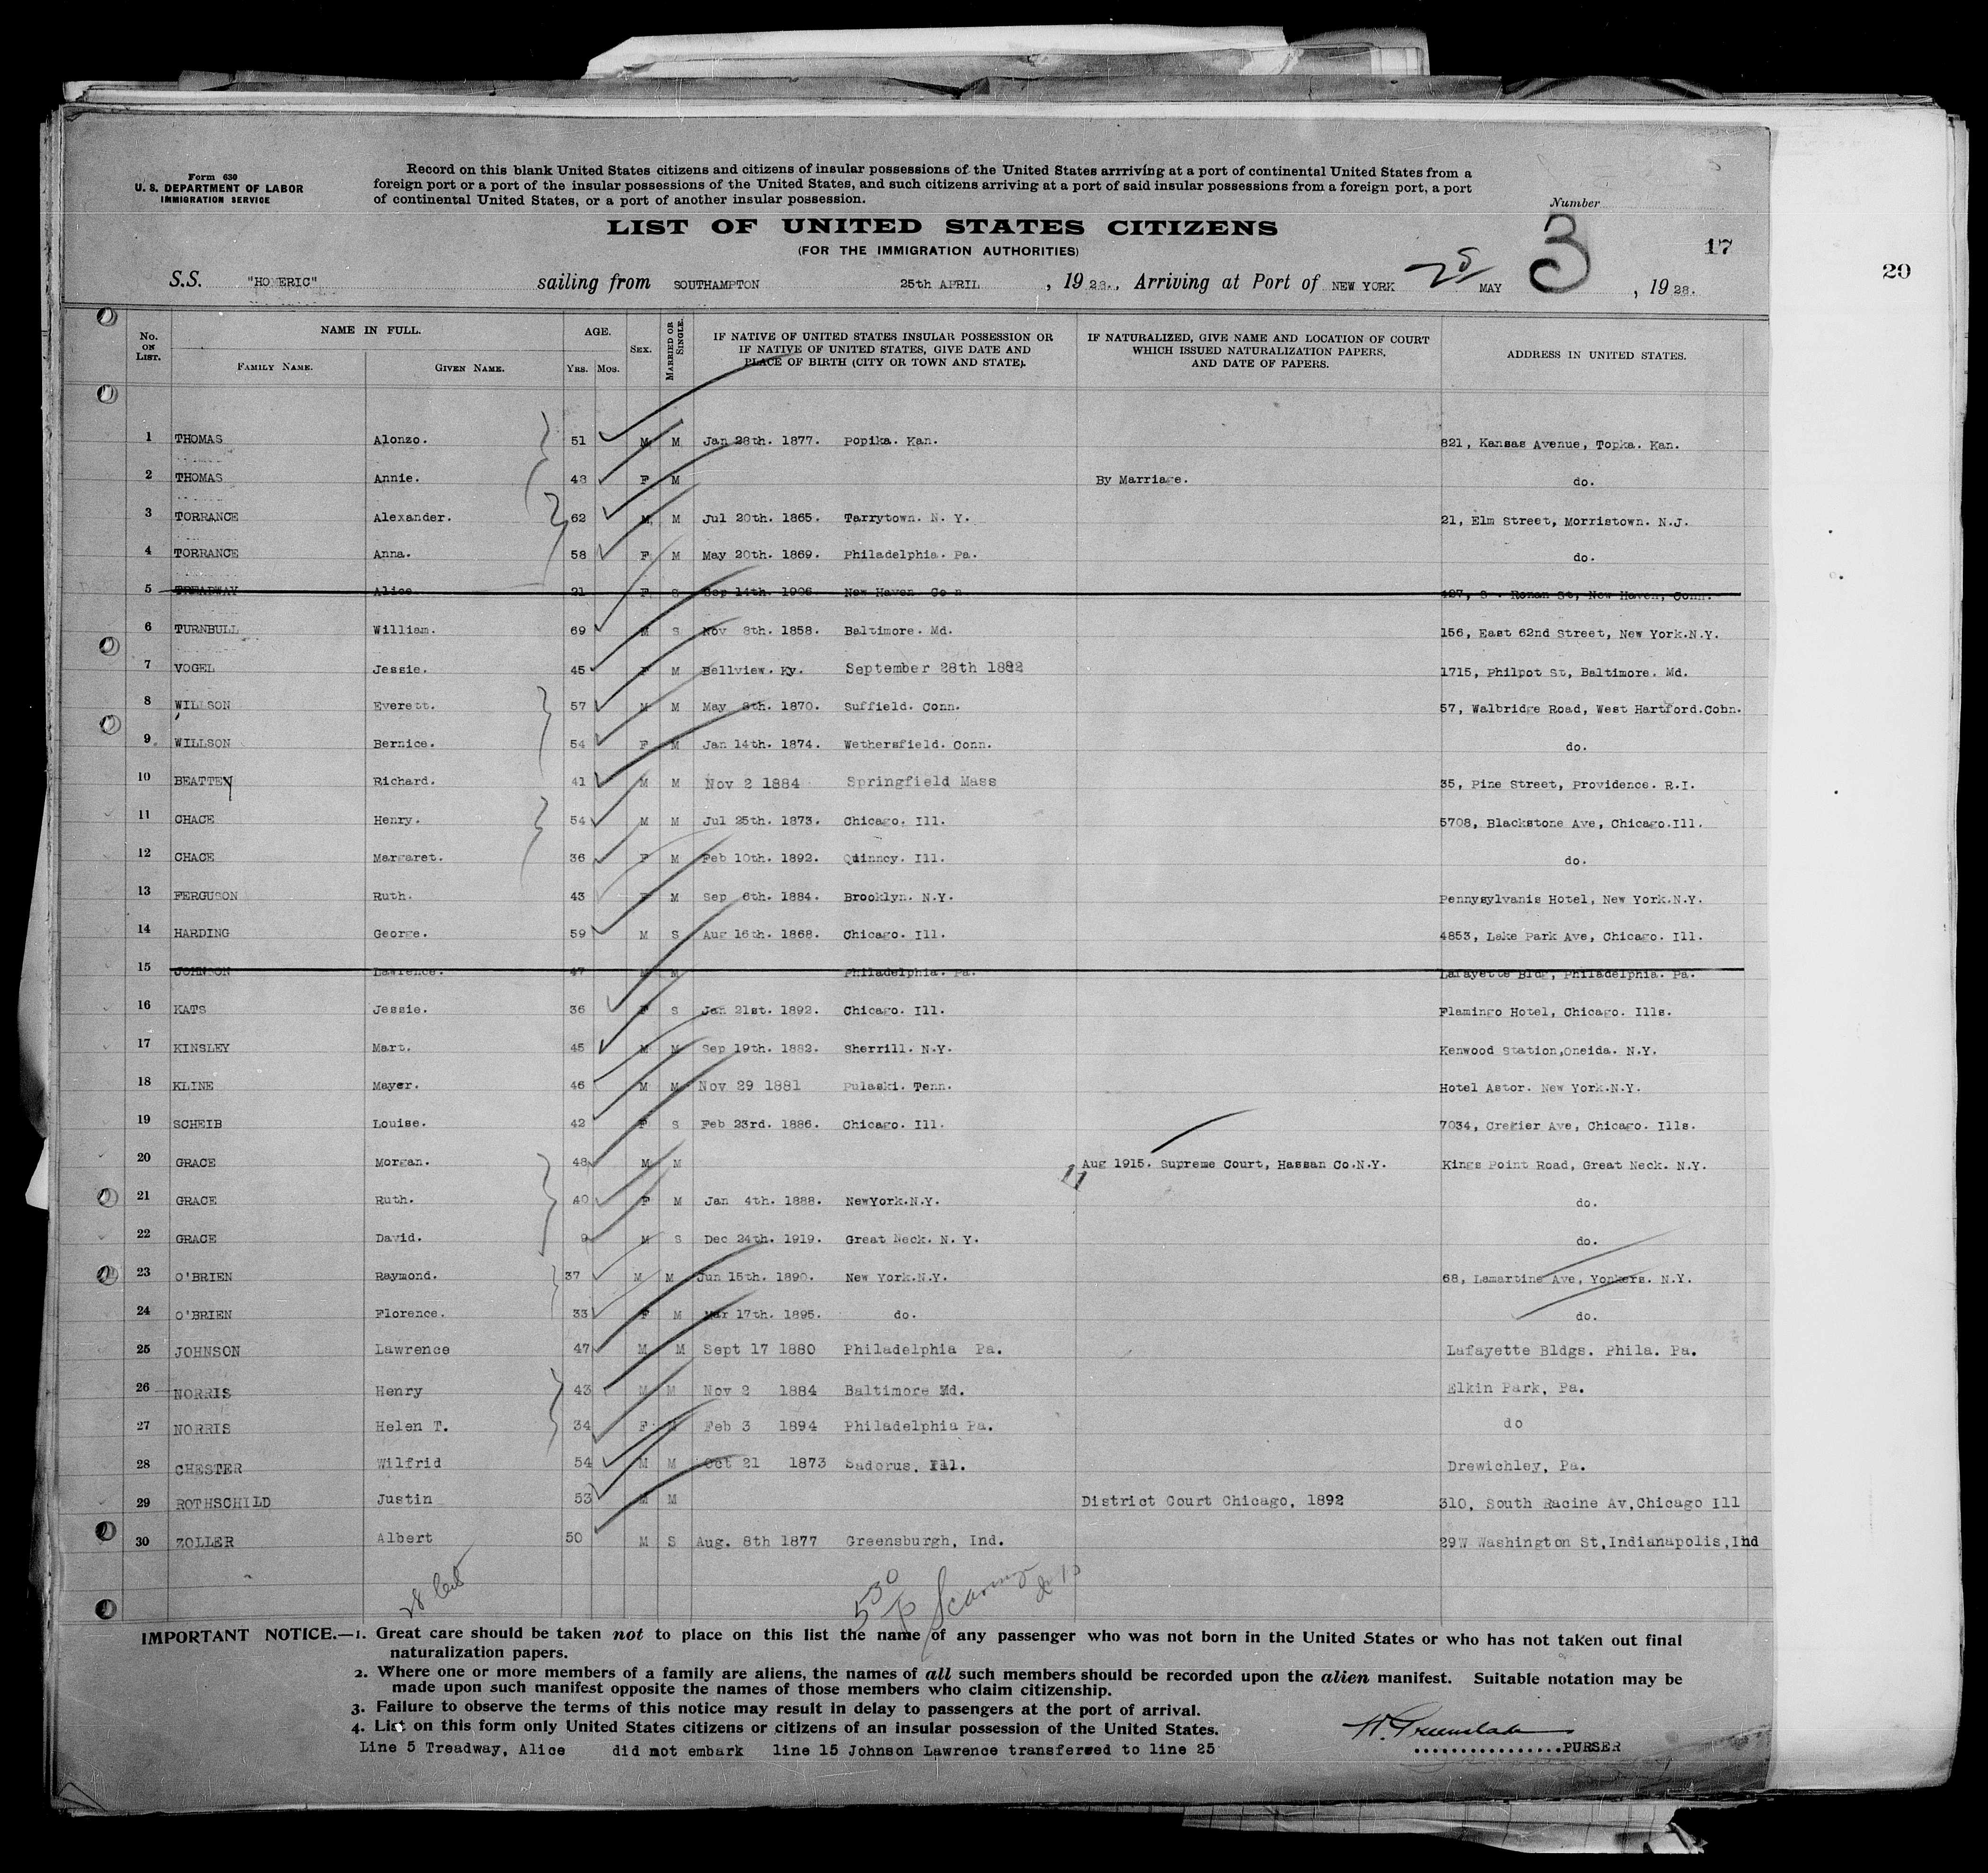 Form 630
U. S. DEPARTMENT OF LABOR
IMMIGRATION SERVICE
Record on this blank United States citizens and citizens of insular possessions of the United States arrriving at a port of continental United States from a
foreign port or a port of the insular possessions of the United States, and such citizens arriving at a port of said insular possessions from a foreign port, a port
of continental United States, or a port of another insular possession.
Number
LIST OF UNITED STATES CITIZENS
3
17
20
(FOR THE IMMIGRATION AUTHORITIES)
S.S. "HOMERIC" sailing from SOUTHAMPTON 25th APRIL, 1928., Arriving at Port of NEW YORK MAY 3, 1928.
No. ON LIST. NAME IN FULL. FAMILY NAME. GIVEN NAME. AGE. YRS. MOS. SEX. MARRIED OR SINGLE. IF NATIVE OF UNITED STATES INSULAR POSSESSION OR IF NATIVE OF UNITED STATES, GIVE DATE AND PLACE OF BIRTH (CITY OR TOWN AND STATE). IF NATURALIZED, GIVE NAME AND LOCATION OF COURT WHICH ISSUED NATURALIZATION PAPERS, AND DATE OF PAPERS. ADDRESS IN UNITED STATES.
1 THOMAS Alonzo. 51 M M Jan 28th. 1877. Popika. Kan. 821, Kansas Avenue, Topka. Kan.
2 THOMAS Annie. 43 F M By Marriage. do.
3 TORRANCE Alexander. 62 M M Jul 20th. 1865. Tarrytown. N. Y. 21, Elm Street, Morristown. N.J.
4 TORRANCE Anna. 58 F M May 20th. 1869. Philadelphia. Pa. do.
5 TREADWAY Alice. 21 F S Sep 14th. 1906. New Haven Ronan St, New Haven, Conn.
6 TURNBULL William. 69 M S Nov 8th. 1858. Baltimore. Md. 156, East 62nd Street, New York.N.Y.
7 VOGEL Jessie. 45 F M Bellview. Ky. September 28th 1882 1715, Philpot St, Baltimore. Md.
8 WILLSON Everett. 57 M M May 8th. 1870. Suffield. Conn. 57, Walbridge Road, West Hartford.Conn.
9 WILLSON Bernice. 54 F M Jan 14th. 1874. Wethersfield. Conn. do.
10 BEATTEY Richard. 41 M M Nov 2 1884 Springfield Mass 35, Pine Street, Providence. R.I.
11 CHACE Henry. 54 M M Jul 25th. 1873. Chicago. Ill. 5708, Blackstone Ave, Chicago.Ill.
12 CHACE Margaret. 36 F M Feb 10th. 1892. Quinncy. Ill. do.
13 FERGUSON Ruth. 43 F M Sep 6th. 1884. Brooklyn. N.Y. Pennysylvanis Hotel, New York.N.Y.
14 HARDING George. 59 M S Aug 16th. 1868. Chicago. Ill. 4853, Lake Park Ave, Chicago. Ill.
15 JOHNSON Lawrence. 47 M M Philadelphia. Pa. Lafayette Bldg, Philadelphia. Pa.
16 KATS Jessie. 36 F S Jan 21st. 1892. Chicago. Ill. Flamingo Hotel, Chicago. Ills.
17 KINSLEY Mart. 45 M M Sep 19th. 1882. Sherrill. N.Y. Kenwood Station,Oneida. N.Y.
18 KLINE Mayer. 46 M M Nov 29 1881 Pulaski. Tenn. Hotel Astor. New York.N.Y.
19 SCHEIB Louise. 42 F S Feb 23rd. 1886. Chicago. Ill. 7034, Cregier Ave, Chicago. Ills.
20 GRACE Morgan. 48 M M Aug 1915. Supreme Court, Hassan Co.N.Y. Kings Point Road, Great Neck. N.Y.
21 GRACE Ruth. 40 F M Jan 4th. 1888. NewYork.N.Y. do.
22 GRACE David. 9 M S Dec 24th. 1919. Great Neck. N. Y. do.
23 O'BRIEN Raymond. 37 M M Jun 15th. 1890. New York.N.Y. 68, Lamartine Ave, Yonkers. N.Y.
24 O'BRIEN Florence. 33 F M Mar 17th. 1895. do. do.
25 JOHNSON Lawrence 47 M M Sept 17 1880 Philadelphia Pa. Lafayette Bldgs. Phila. Pa.
26 NORRIS Henry 43 M M Nov 2 1884 Baltimore Md. Elkin Park, Pa.
27 NORRIS Helen T. 34 F M Feb 3 1894 Philadelphia Pa. do
28 CHESTER Wilfrid 54 M M Oct 21 1873 Sadorus. Ill. Drewichley, Pa.
29 ROTHSCHILD Justin 53 M M District Court Chicago, 1892 310, South Racine Av,Chicago Ill
30 ZOLLER Albert 50 M S Aug. 8th 1877 Greensburgh, Ind. 29W Washington St,Indianapolis,Ind
28
530
IMPORTANT NOTICE.—1. Great care should be taken not to place on this list the name of any passenger who was not born in the United States or who has not taken out final
naturalization papers.
2. Where one or more members of a family are aliens, the names of all such members should be recorded upon the alien manifest. Suitable notation may be
made upon such manifest opposite the names of those members who claim citizenship.
3. Failure to observe the terms of this notice may result in delay to passengers at the port of arrival.
4. List on this form only United States citizens or citizens of an insular possession of the United States.
Line 5 Treadway, Alice did not embark line 15 Johnson Lawrence transferred to line 25
................PURSER